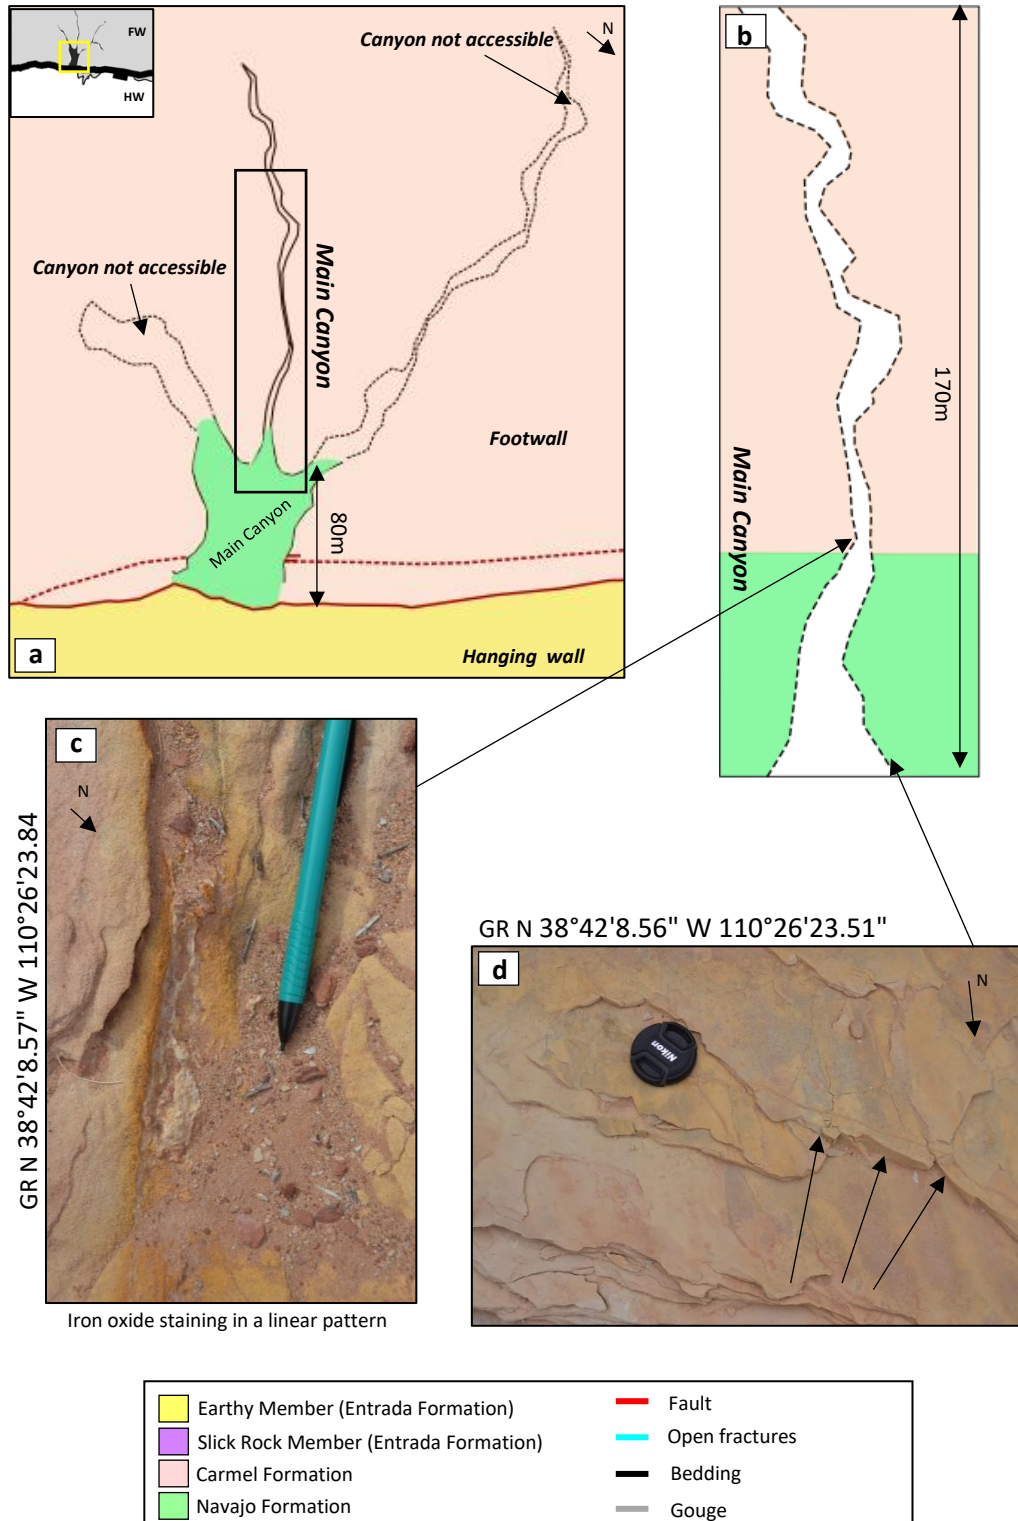 FW
HW
N
Canyon not accessible
b
Canyon not accessible
Main Canyon
Footwall
Main Canyon
80m
a
Hanging wall
170m
Main Canyon
c
N
GR N 38°42'8.57" W 110°26'23.84
Iron oxide staining in a linear pattern
GR N 38°42'8.56" W 110°26'23.51"
d
N
Nikon
Earthy Member (Entrada Formation)
Slick Rock Member (Entrada Formation)
Carmel Formation
Navajo Formation
Fault
Open fractures
Bedding
Gouge